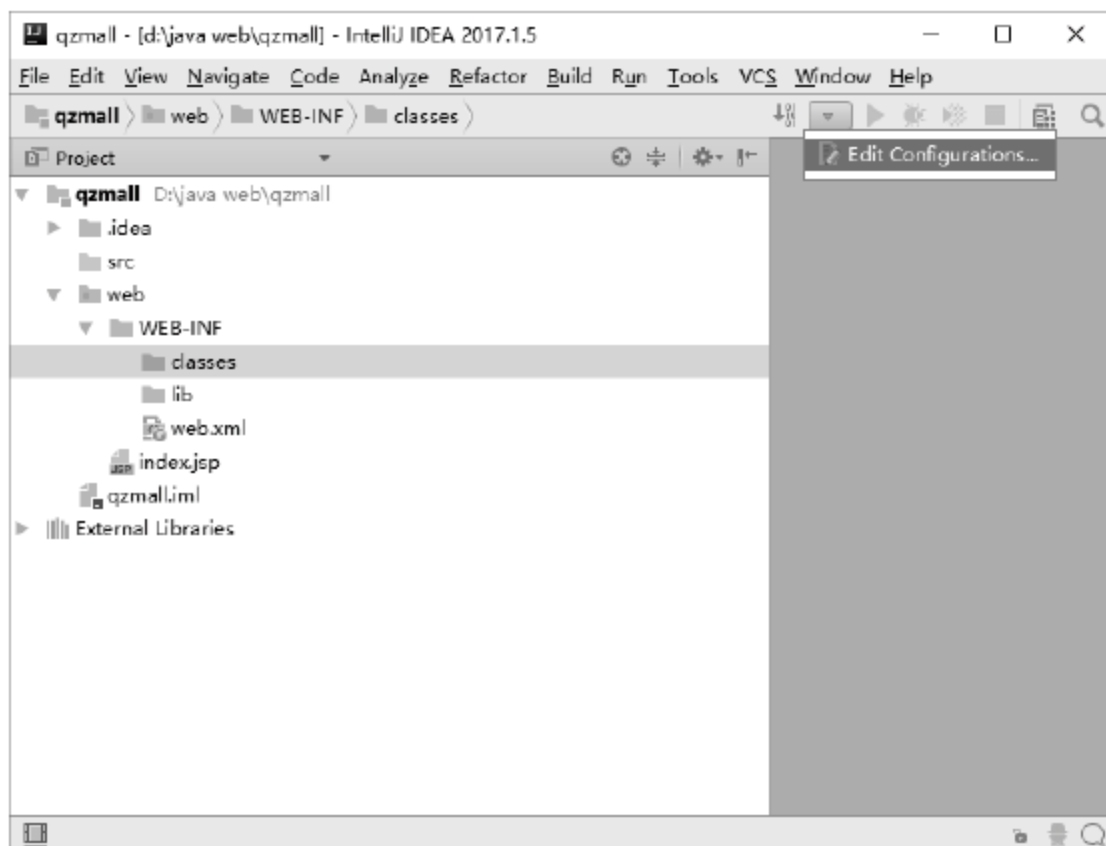 qzmall - [d:\java web\qzmall] - IntelliJ IDEA 2017.1.5
File Edit View Navigate Code Analyze Refactor Build Run Tools VCS Window Help
qzmall web WEB-INF classes
Project
Edit Configurations...
qzmall D:\java web\qzmall
.idea
src
web
WEB-INF
classes
lib
web.xml
index.jsp
qzmall.iml
External Libraries